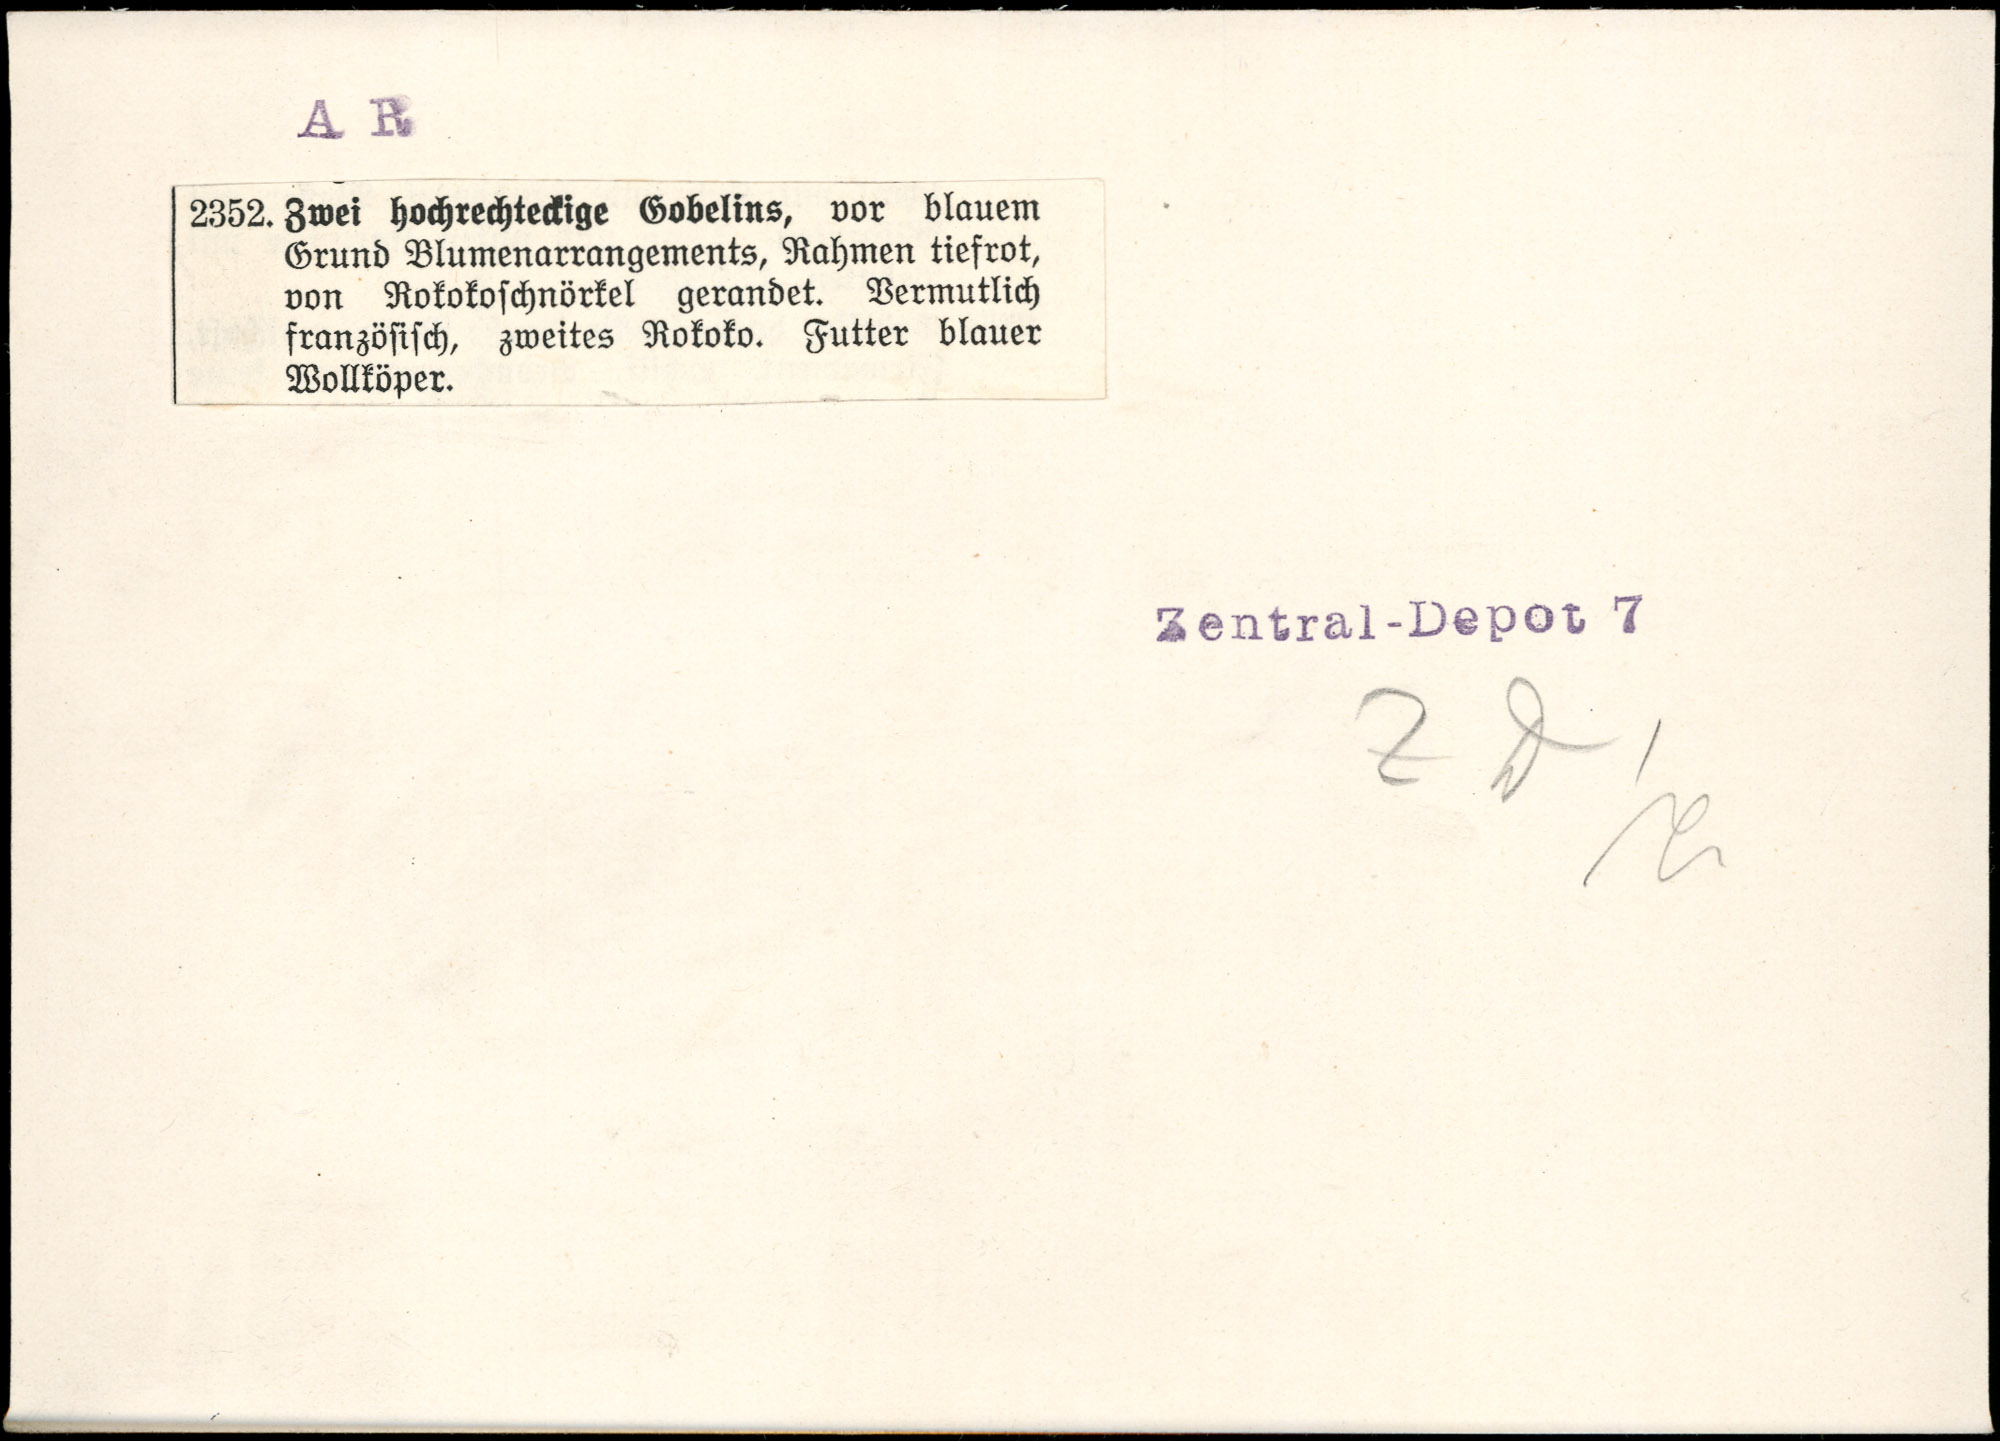 A R
2352. Zwei hochrechteckige Gobelins, vor blauem
Grund Blumenarrangements, Rahmen tiefrot,
von Rokokoschnörkel gerandet. Vermutlich
französisch, zweites Rokoko. Futter blauer
Wollköper.
Zentral-Depot 7
Z D